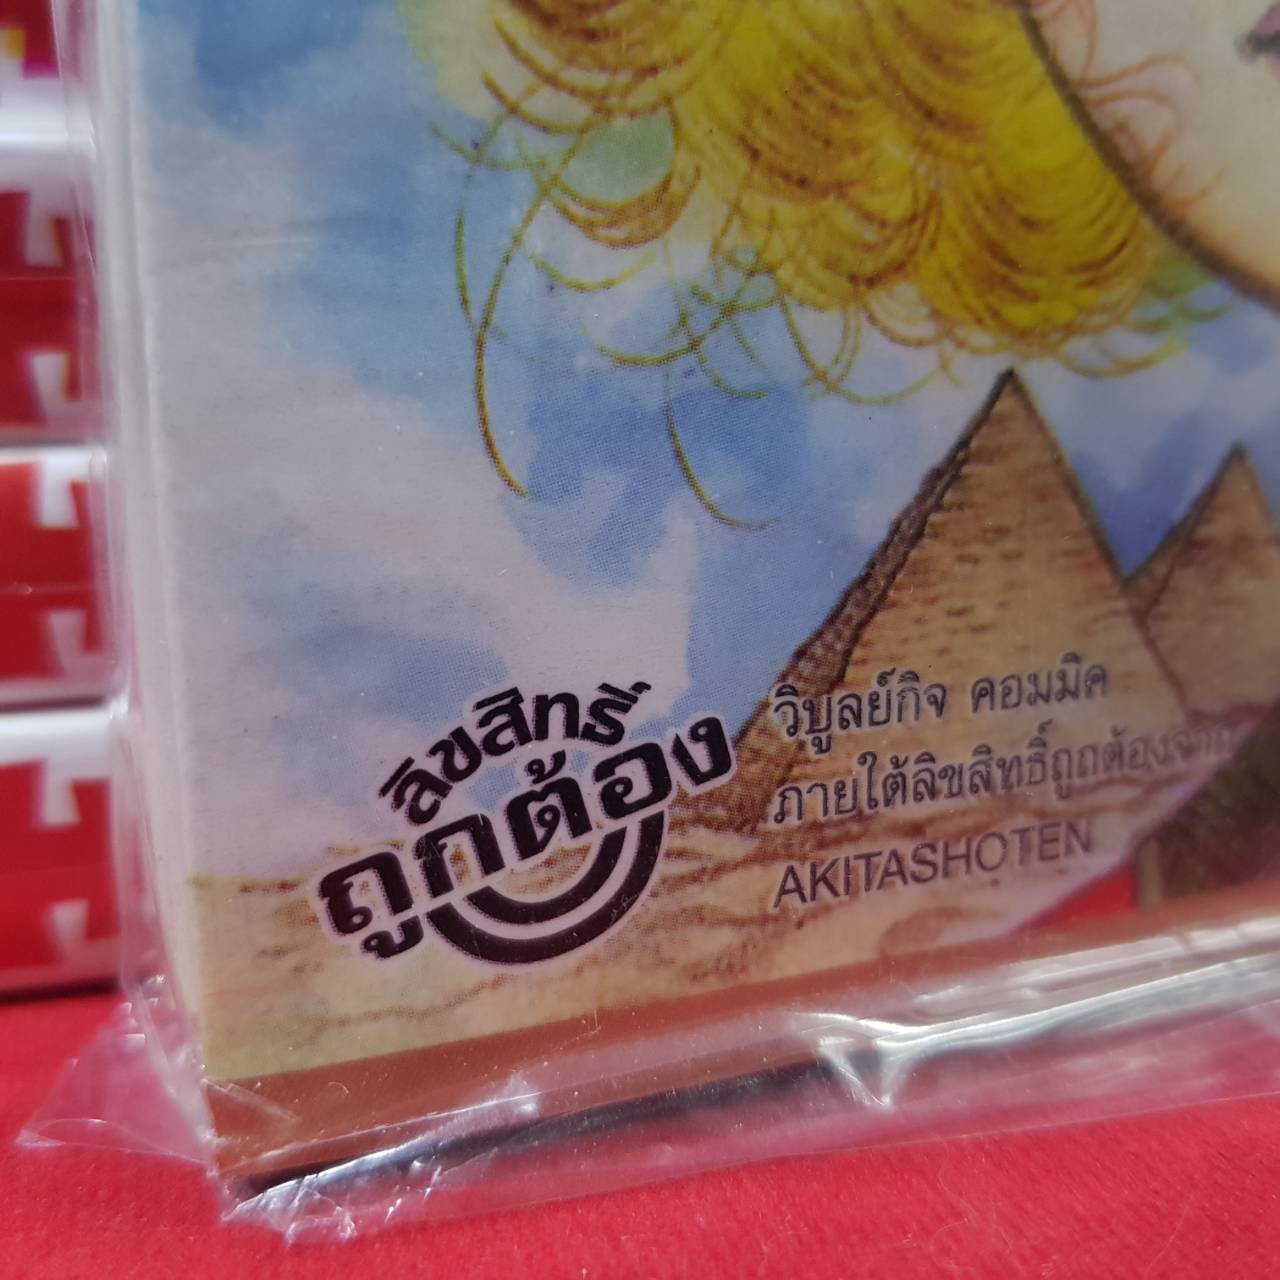 ลิขสิทธิ์
ถูกต้อง
วิบูลย์กิจ คอมมิค
ภายใต้ลิขสิทธิ์ถูกต้องจาก
AKITASHOTEN